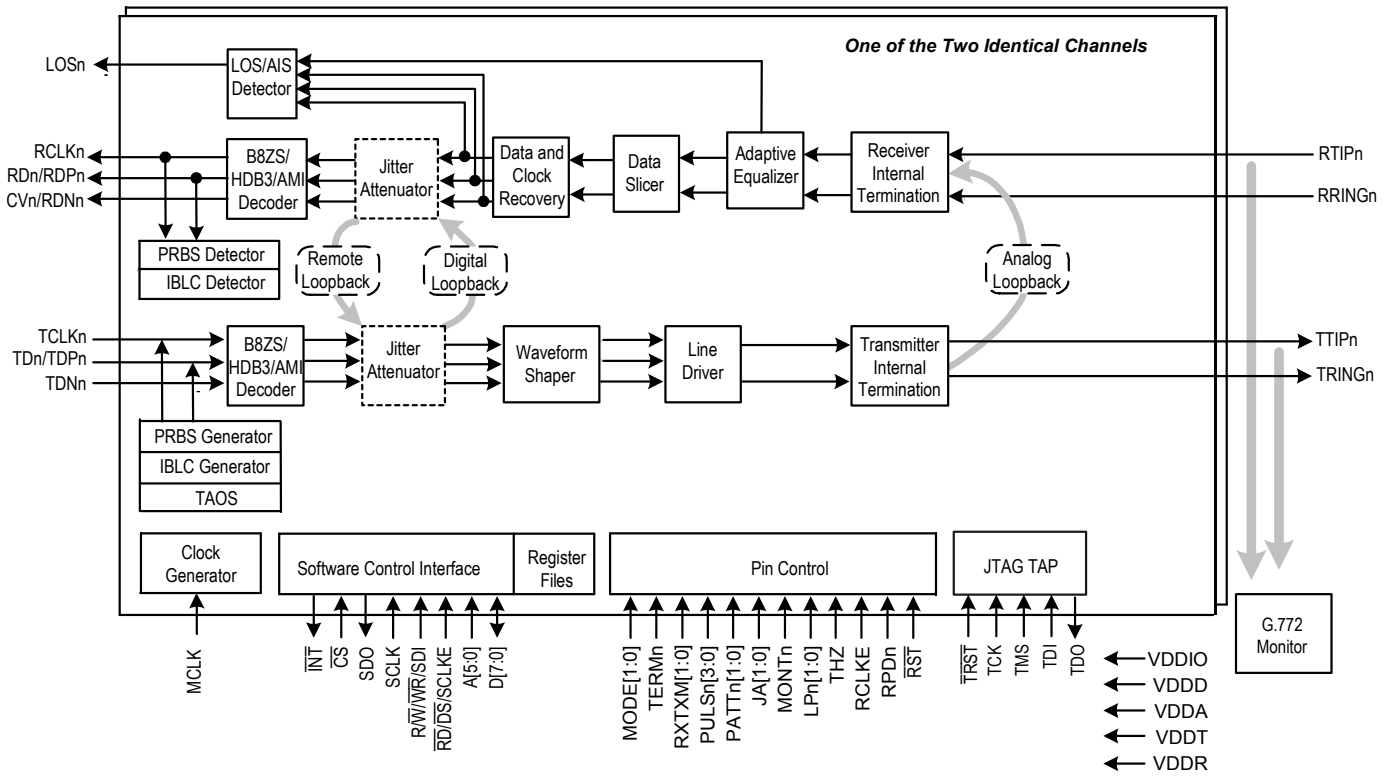 One of the Two Identical Channels
LOSn
LOS/AIS
Detector
RCLKn
RDn/RDPn
CVn/RDNn
B8ZS/
HDB3/AMI
Decoder
Jitter
Attenuator
Data and
Clock
Recovery
Data
Slicer
Adaptive
Equalizer
Receiver
Internal
Termination
RTIPn
RRINGn
PRBS Detector
IBLC Detector
Remote
Loopback
Digital
Loopback
Analog
Loopback
TCLKn
TDn/TDPn
TDNn
B8ZS/
HDB3/AMI
Decoder
Jitter
Attenuator
Waveform
Shaper
Line
Driver
Transmitter
Internal
Termination
TTIPn
TRINGn
PRBS Generator
IBLC Generator
TAOS
Clock
Generator
Software Control Interface
Register
Files
Pin Control
JTAG TAP
G.772
Monitor
MCLK
INT
CS
SDO
SCLK
R/W/WR/SDI
RD/DS/SCLKE
A[5:0]
D[7:0]
MODE[1:0]
TERMn
RXTXM[1:0]
PULSn[3:0]
PATTn[1:0]
JA[1:0]
MONTn
LPn[1:0]
THZ
RCLKE
RPDn
RST
TRST
TCK
TMS
TDI
TDO
VDDIO
VDDD
VDDA
VDDT
VDDR